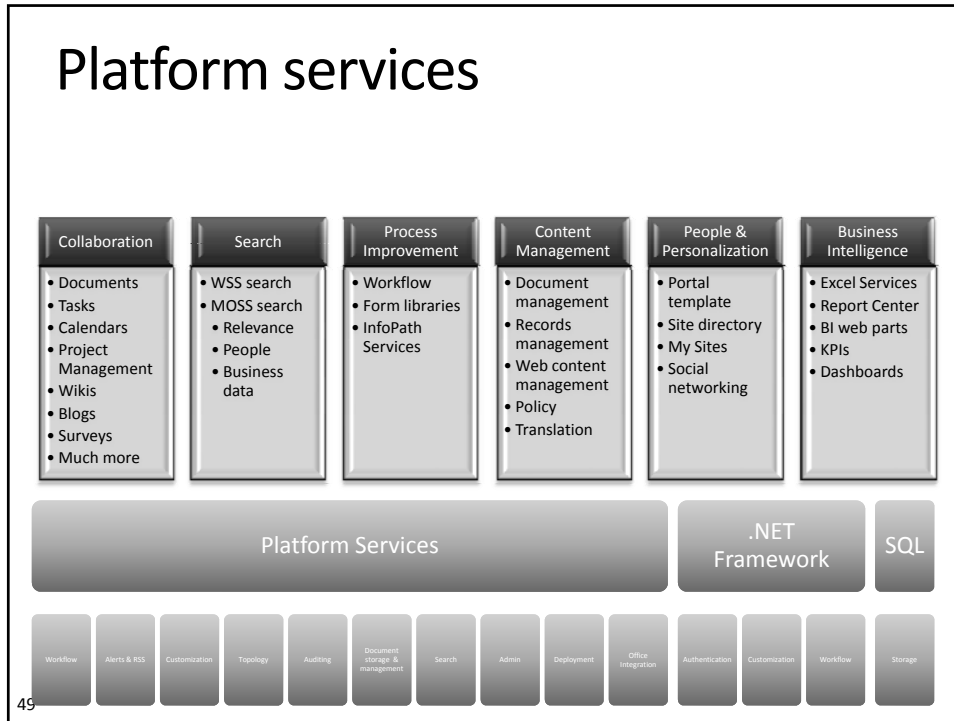 Platform services
Collaboration
• Documents
• Tasks
• Calendars
• Project
Management
• Wikis
• Blogs
• Surveys
• Much more
Search
• WSS search
• MOSS search
• Relevance
• People
• Business
data
Process
Improvement
• Workflow
• Form libraries
• InfoPath
Services
Content
Management
• Document
management
• Records
management
• Web content
management
• Policy
• Translation
People &
Personalization
• Portal
template
• Site directory
• My Sites
• Social
networking
Business
Intelligence
• Excel Services
• Report Center
• BI web parts
• KPIs
• Dashboards
Platform Services
.NET
Framework
SQL
Workflow
Alerts & RSS
Customization
Topology
Auditing
Document
storage &
management
Search
Admin
Deployment
Office
Integration
Authentication
Customization
Workflow
Storage
49